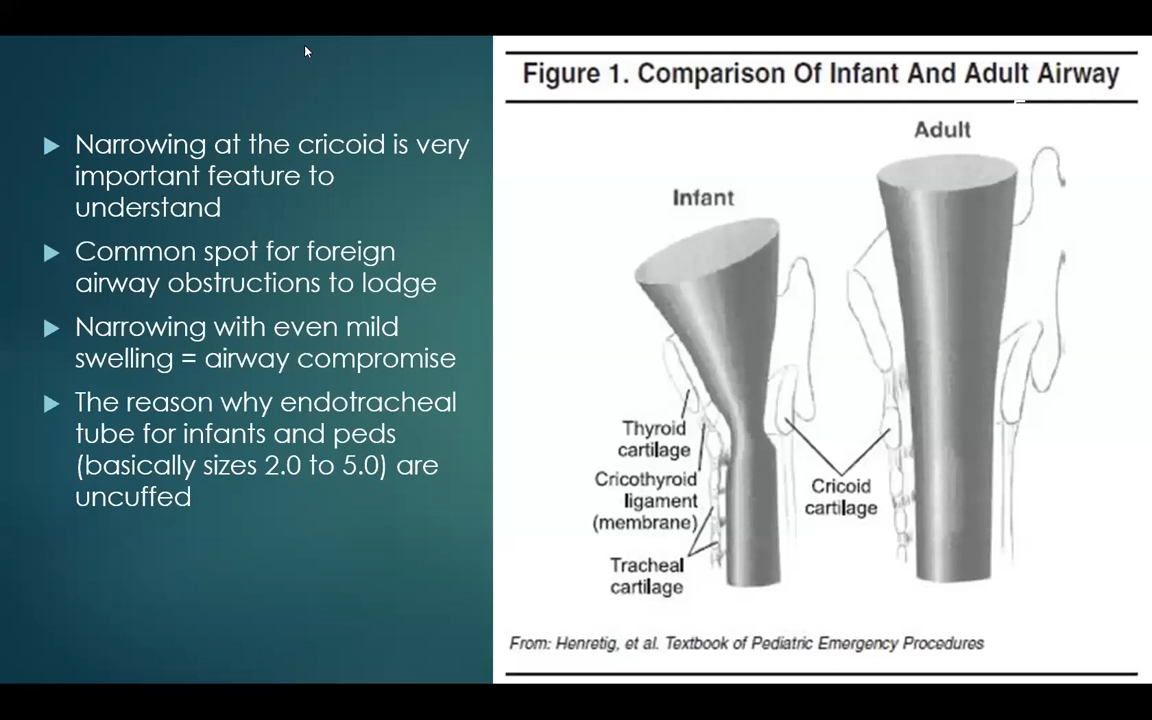 Narrowing at the cricoid is very
important feature to
understand
Common spot for foreign
airway obstructions to lodge
Narrowing with even mild
swelling = airway compromise
The reason why endotracheal
tube for infants and peds
(basically sizes 2.0 to 5.0) are
uncuffed
Figure 1. Comparison Of Infant And Adult Airway
Adult
Infant
Thyroid
cartilage
Cricothyroid
ligament
(membrane)
Tracheal
cartilage
Cricoid
cartilage
From: Henretig, et al. Textbook of Pediatric Emergency Procedures